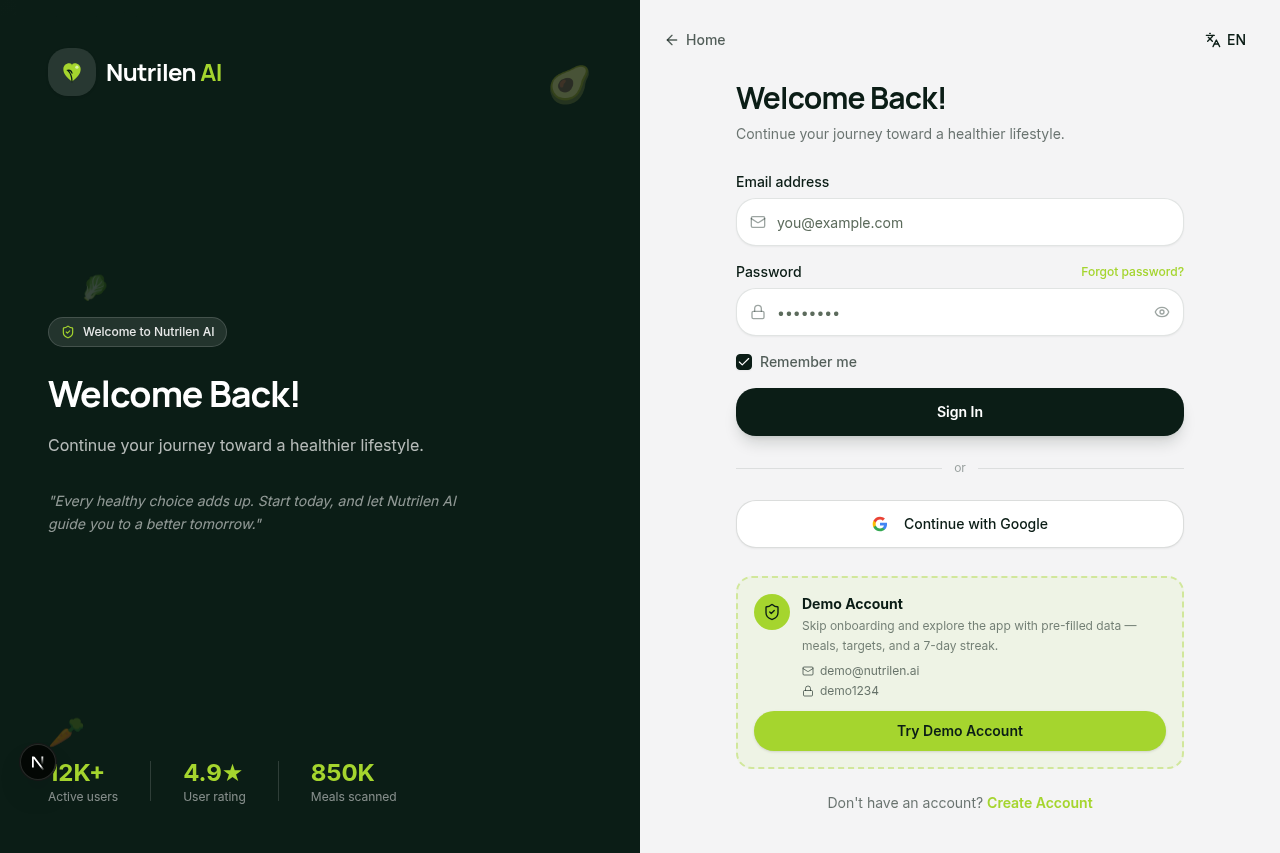 Nutrilen AI
Welcome to Nutrilen AI
Welcome Back!
Continue your journey toward a healthier lifestyle.
"Every healthy choice adds up. Start today, and let Nutrilen AI
guide you to a better tomorrow."
12K+
Active users
4.9★
User rating
850K
Meals scanned
N
Home
EN
Welcome Back!
Continue your journey toward a healthier lifestyle.
Email address
you@example.com
Password
Forgot password?
••••••••
Remember me
Sign In
or
Continue with Google
Demo Account
Skip onboarding and explore the app with pre-filled data —
meals, targets, and a 7-day streak.
demo@nutrilen.ai
demo1234
Try Demo Account
Don't have an account? Create Account